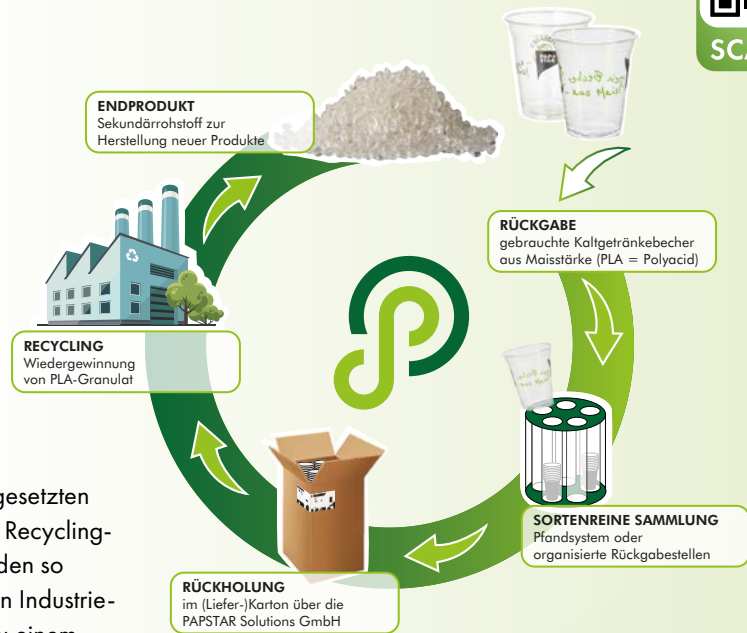 SCA
ENDPRODUKT
Sekundärrohstoff zur
Herstellung neuer Produkte
RÜCKGABE
gebrauchte Kaltgetränkebecher
aus Maisstärke (PLA = Polyacid)
RECYCLING
Wiedergewinnung
von PLA-Granulat
SORTENREINE SAMMLUNG
Pfandsystem oder
organisierte Rückgabestellen
RÜCKHOLUNG
im (Liefer-)Karton über die
PAPSTAR Solutions GmbH
gesetzten
Recycling-
den so
n Industrie-